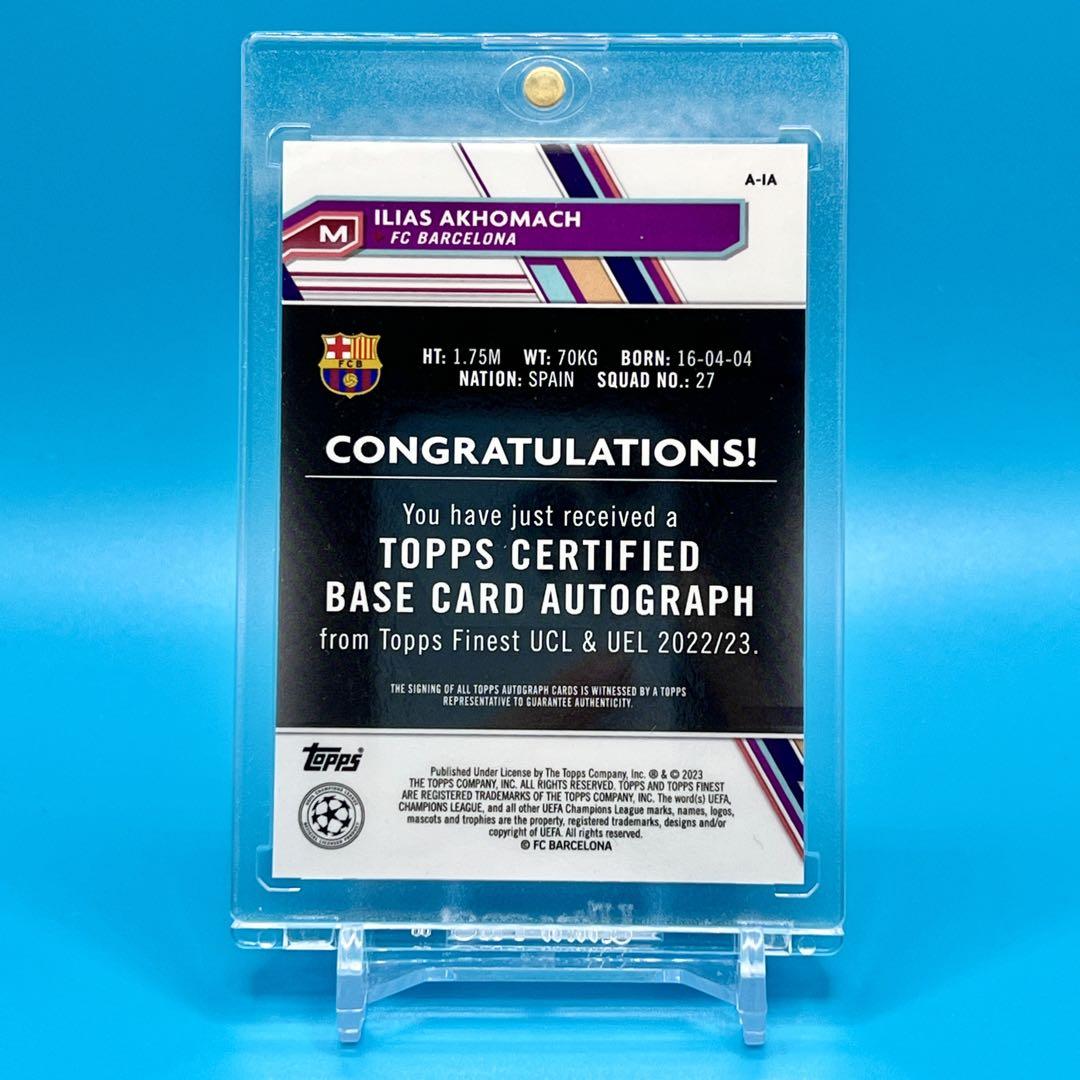 A-IA
M
ILIAS AKHOMACH
FC BARCELONA
FCB
HT: 1.75M WT: 70KG BORN: 16-04-04
NATION: SPAIN SQUAD NO.: 27
CONGRATULATIONS!
You have just received a
TOPPS CERTIFIED
BASE CARD AUTOGRAPH
from Topps Finest UCL & UEL 2022/23.
THE SIGNING OF ALL TOPPS AUTOGRAPH CARDS IS WITNESSED BY A TOPPS
REPRESENTATIVE TO GUARANTEE AUTHENTICITY.
Topps®
Published Under License by The Topps Company, Inc. ® & © 2023
THE TOPPS COMPANY, INC. ALL RIGHTS RESERVED. TOPPS AND TOPPS FINEST
ARE REGISTERED TRADEMARKS OF THE TOPPS COMPANY, INC. The word(s) UEFA,
CHAMPIONS LEAGUE, and all other UEFA Champions League marks, names, logos,
mascots and trophies are the property, registered trademarks, designs and/or
copyright of UEFA. All rights reserved.
© FC BARCELONA